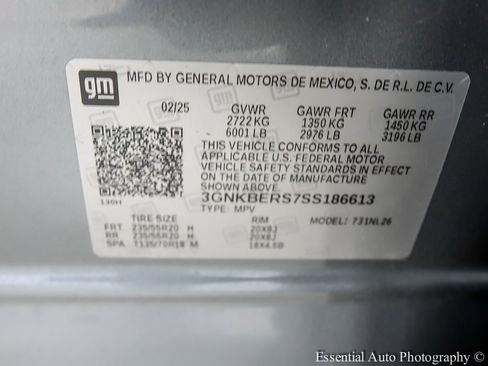 gm MFD BY GENERAL MOTORS DE MEXICO, S. DE R.L. DE C.V.
02/25 GVWR GAWR FRT GAWR RR
2722 KG 1350 KG 1450 KG
6001 LB 2976 LB 3196 LB
THIS VEHICLE CONFORMS TO ALL
APPLICABLE U.S. FEDERAL MOTOR
VEHICLE SAFETY STANDARDS IN EFFECT
ON THE DATE OF MANUFACTURE
SHOWN ABOVE.
3GNKBERS7SS186613
130H TYPE: MPV MODEL: 731NL26
TIRE SIZE RIM
FRT 235/55R20 H 20X8J
RR 235/55R20 H 20X8J
SPA T135/70R18 M 18X4.5B
Essential Auto Photography ©